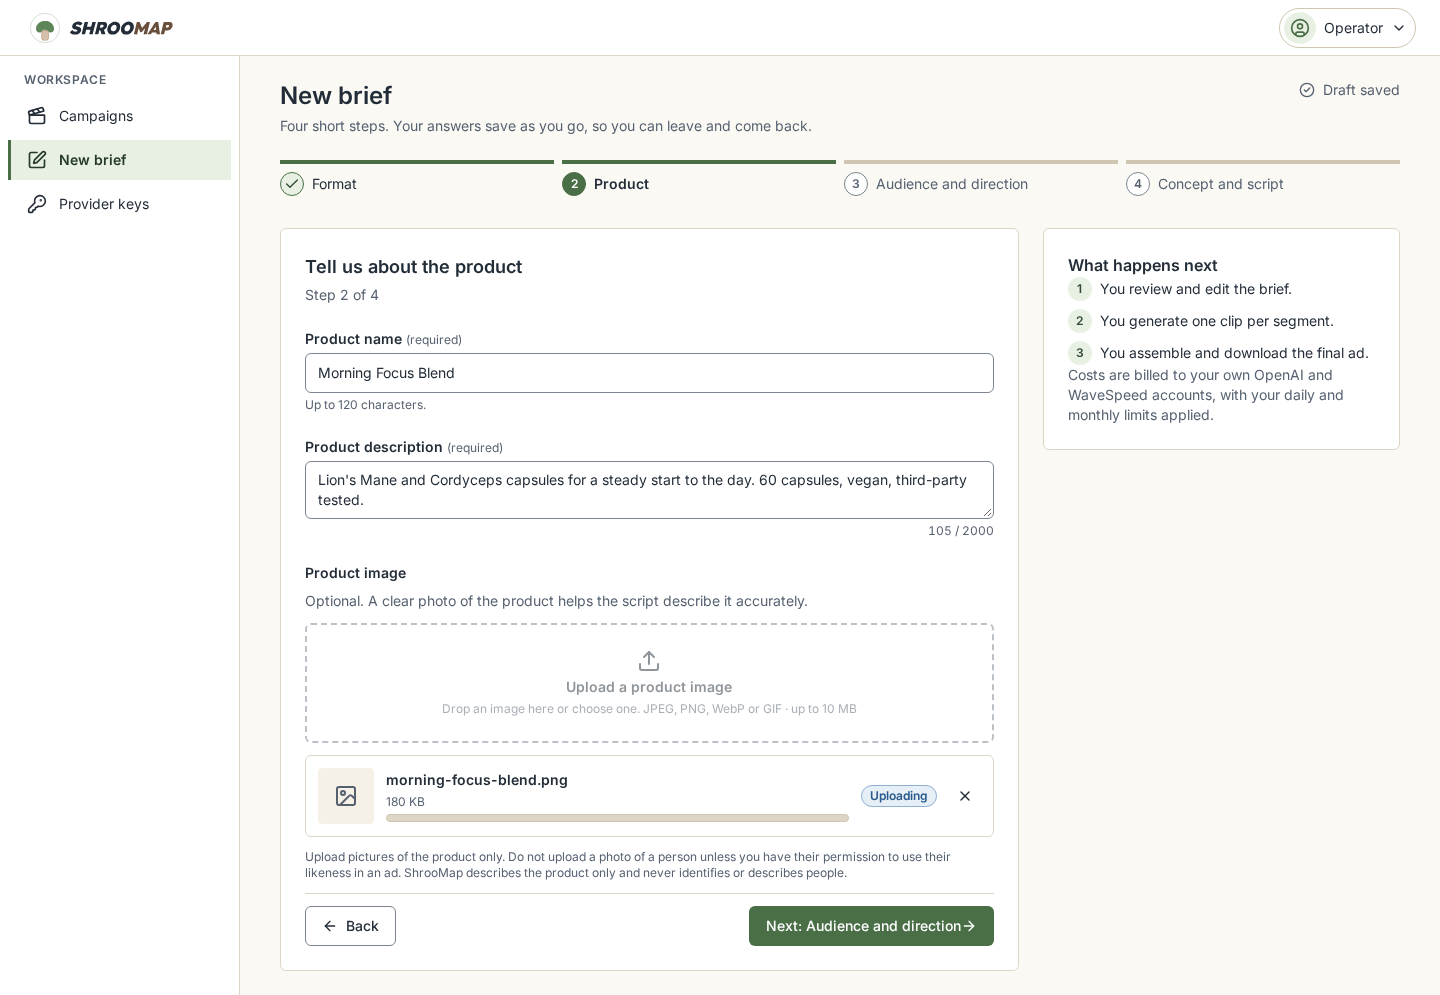 SHROOMAP
Operator
WORKSPACE
Campaigns
New brief
Provider keys
New brief
Draft saved
Four short steps. Your answers save as you go, so you can leave and come back.
Format
2 Product
3 Audience and direction
4 Concept and script
Tell us about the product
Step 2 of 4
Product name (required)
Morning Focus Blend
Up to 120 characters.
Product description (required)
Lion's Mane and Cordyceps capsules for a steady start to the day. 60 capsules, vegan, third-party
tested.
105 / 2000
Product image
Optional. A clear photo of the product helps the script describe it accurately.
Upload a product image
Drop an image here or choose one. JPEG, PNG, WebP or GIF · up to 10 MB
morning-focus-blend.png
180 KB
Uploading
Upload pictures of the product only. Do not upload a photo of a person unless you have their permission to use their
likeness in an ad. ShrooMap describes the product only and never identifies or describes people.
Back
Next: Audience and direction
What happens next
1 You review and edit the brief.
2 You generate one clip per segment.
3 You assemble and download the final ad.
Costs are billed to your own OpenAI and
WaveSpeed accounts, with your daily and
monthly limits applied.